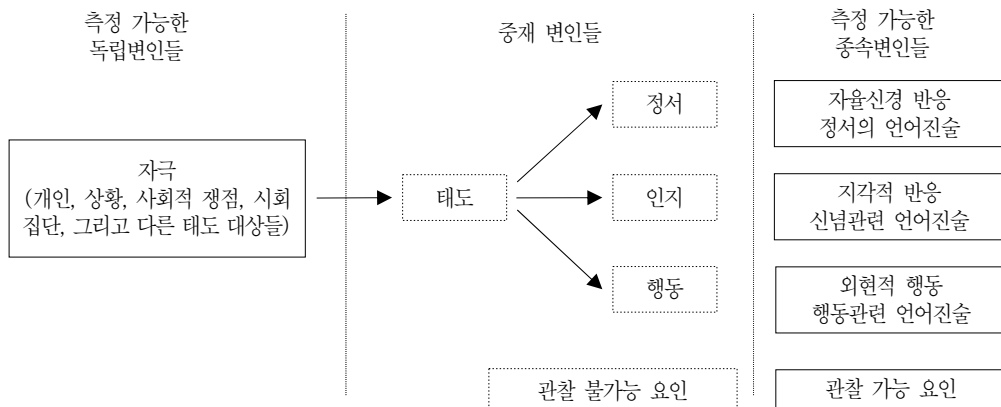 측정 가능한
독립변인들
중재 변인들
측정 가능한
종속변인들
자극
(개인, 상황, 사회적 쟁점, 시회
집단, 그리고 다른 태도 대상들)
태도
정서
인지
행동
자율신경 반응
정서의 언어진술
지각적 반응
신념관련 언어진술
외현적 행동
행동관련 언어진술
관찰 불가능 요인
관찰 가능 요인